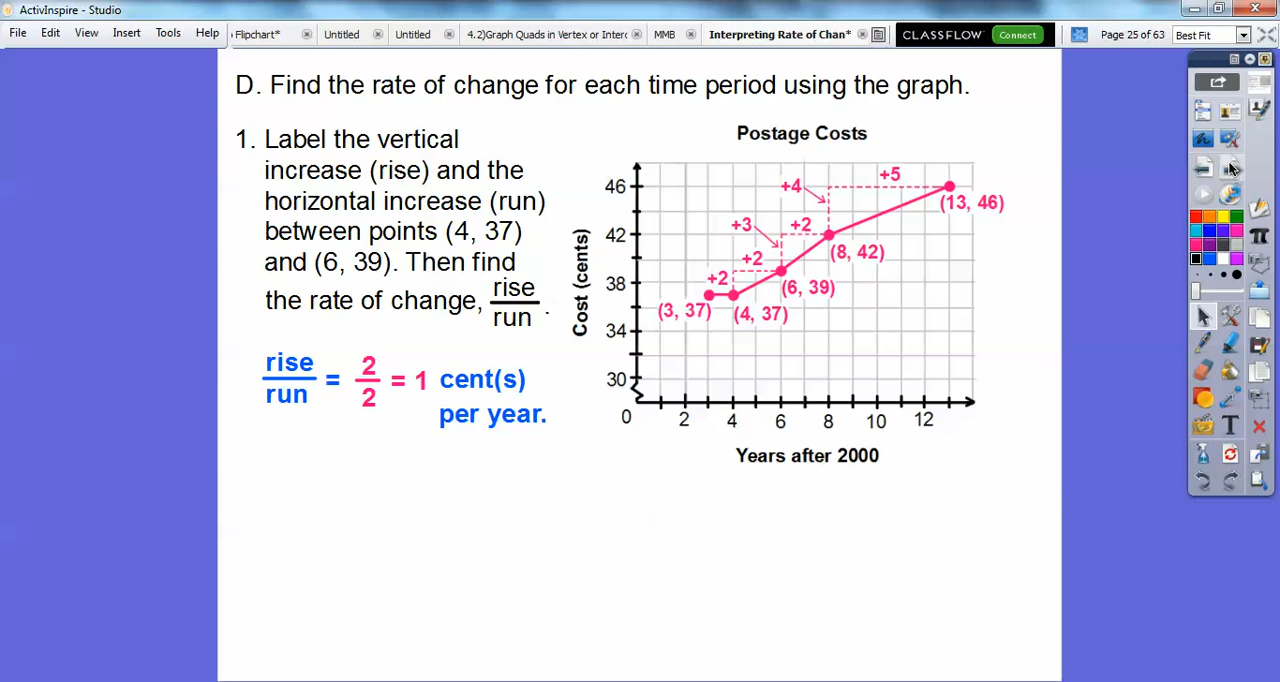 ActivInspire - Studio
File Edit View Insert Tools Help
Flipchart* Untitled Untitled 4.2)Graph Quads in Vertex or Interc MMB Interpreting Rate of Chan* CLASSFLOW Connect Page 25 of 63 Best Fit
D. Find the rate of change for each time period using the graph.
1. Label the vertical
increase (rise) and the
horizontal increase (run)
between points (4, 37)
and (6, 39). Then find
the rate of change, rise
run .
rise
run = 2
2 = 1 cent(s)
per year.
Postage Costs
Cost (cents)
46
42
38
34
30
0 2 4 6 8 10 12
Years after 2000
+5
+4
(13, 46)
+3 +2
(8, 42)
+2
+2
(6, 39)
(3, 37) (4, 37)
T